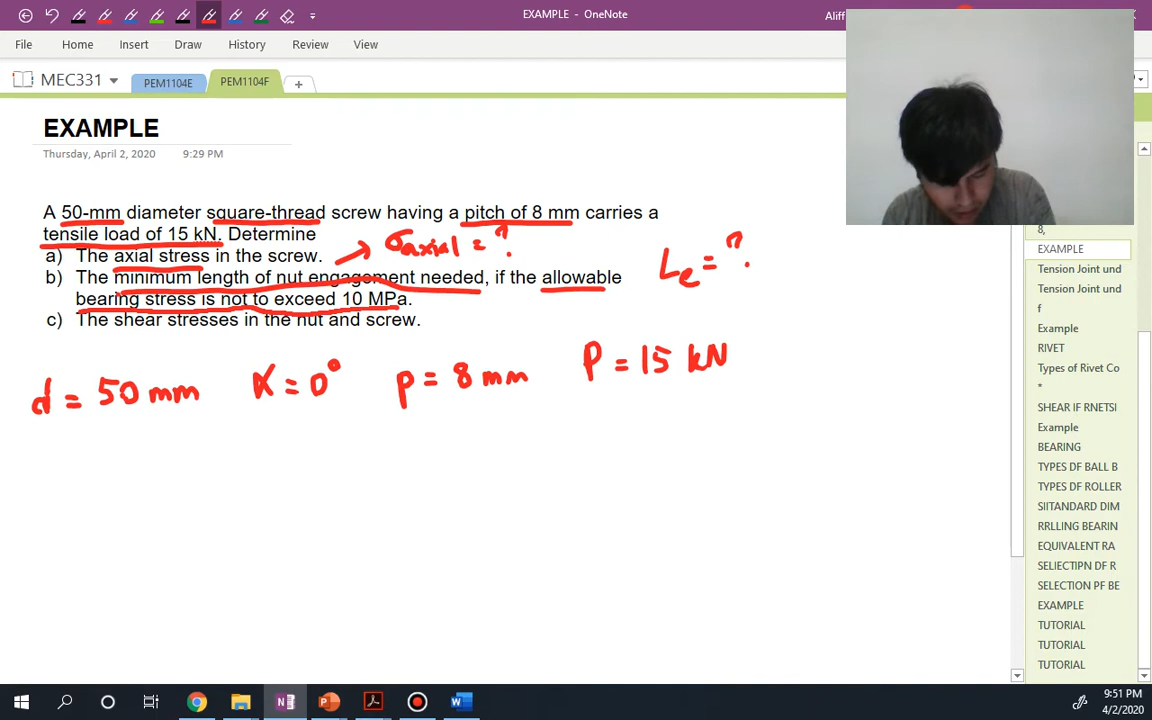 EXAMPLE - OneNote
Aliff
File Home Insert Draw History Review View
MEC331 PEM1104E PEM1104F
EXAMPLE
Thursday, April 2, 2020 9:29 PM
A 50-mm diameter square-thread screw having a pitch of 8 mm carries a
tensile load of 15 kN. Determine
a) The axial stress in the screw.
σaxial = ?
b) The minimum length of nut engagement needed, if the allowable
bearing stress is not to exceed 10 MPa.
Le = ?
c) The shear stresses in the nut and screw.
d = 50 mm α = 0° p = 8 mm P = 15 kN
8,
EXAMPLE
Tension Joint und
Tension Joint und
f
Example
RIVET
Types of Rivet Co
*
SHEAR IF RNETSI
Example
BEARING
TYPES DF BALL B
TYPES DF ROLLER
SIITANDARD DIM
RRLLING BEARIN
EQUIVALENT RA
SELIECTIPN DF R
SELECTION PF BE
EXAMPLE
TUTORIAL
TUTORIAL
TUTORIAL
9:51 PM
4/2/2020